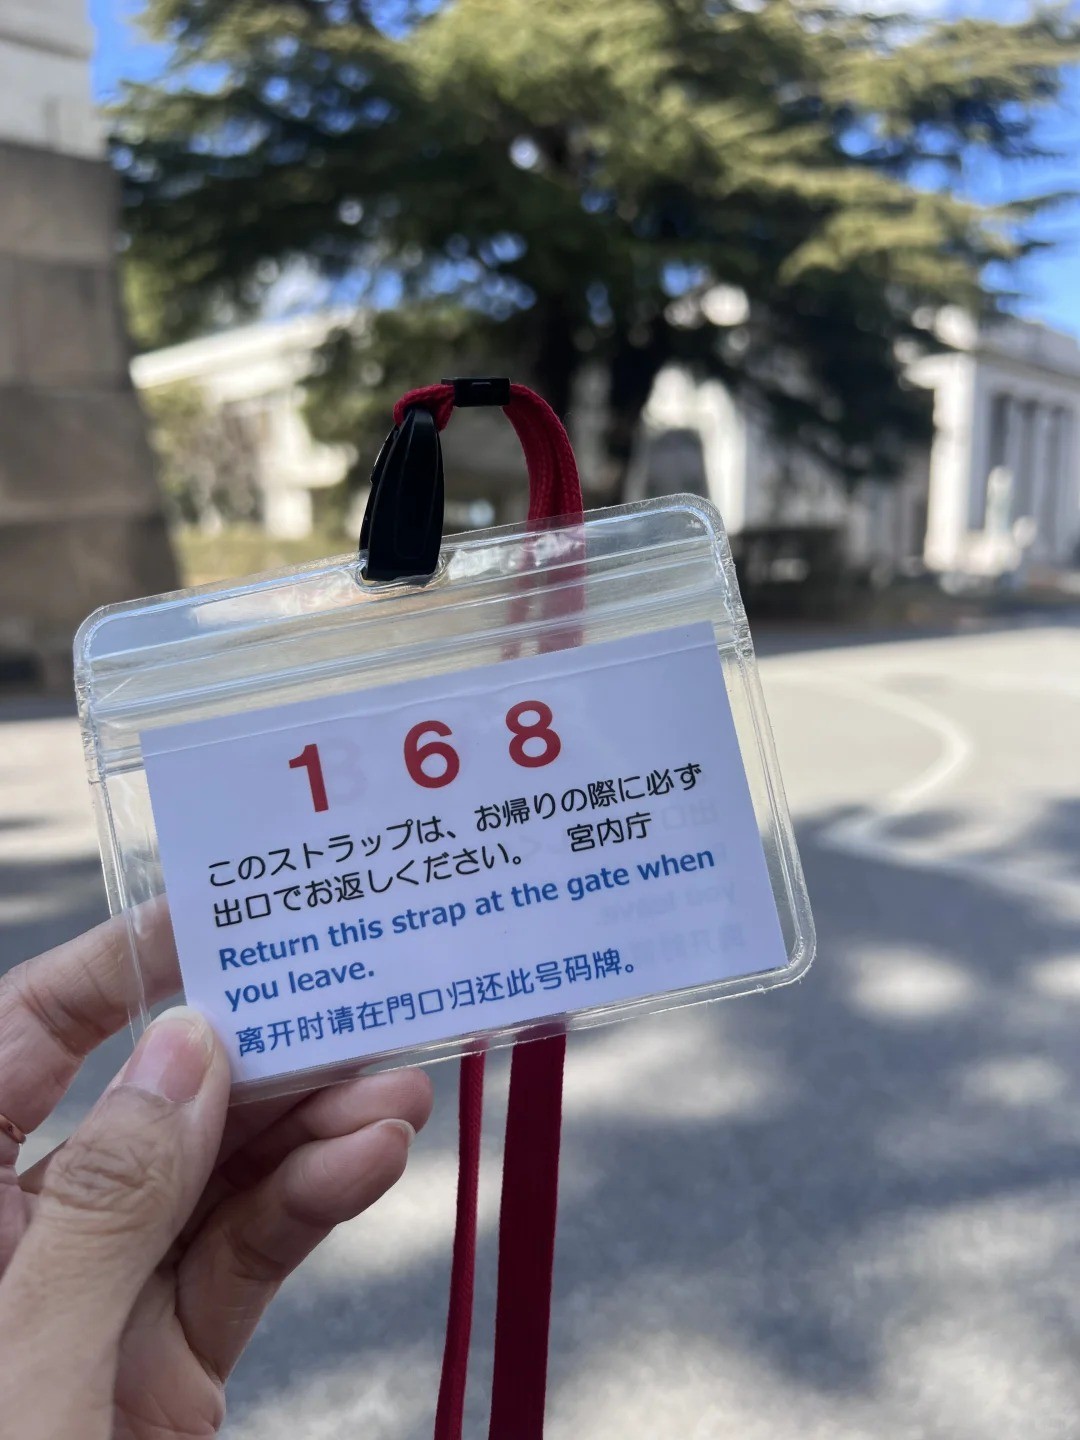 168
このストラップは、お帰りの際に必ず
出口でお返しください。　宮内庁
Return this strap at the gate when
you leave.
离开时请在門口归还此号码牌。